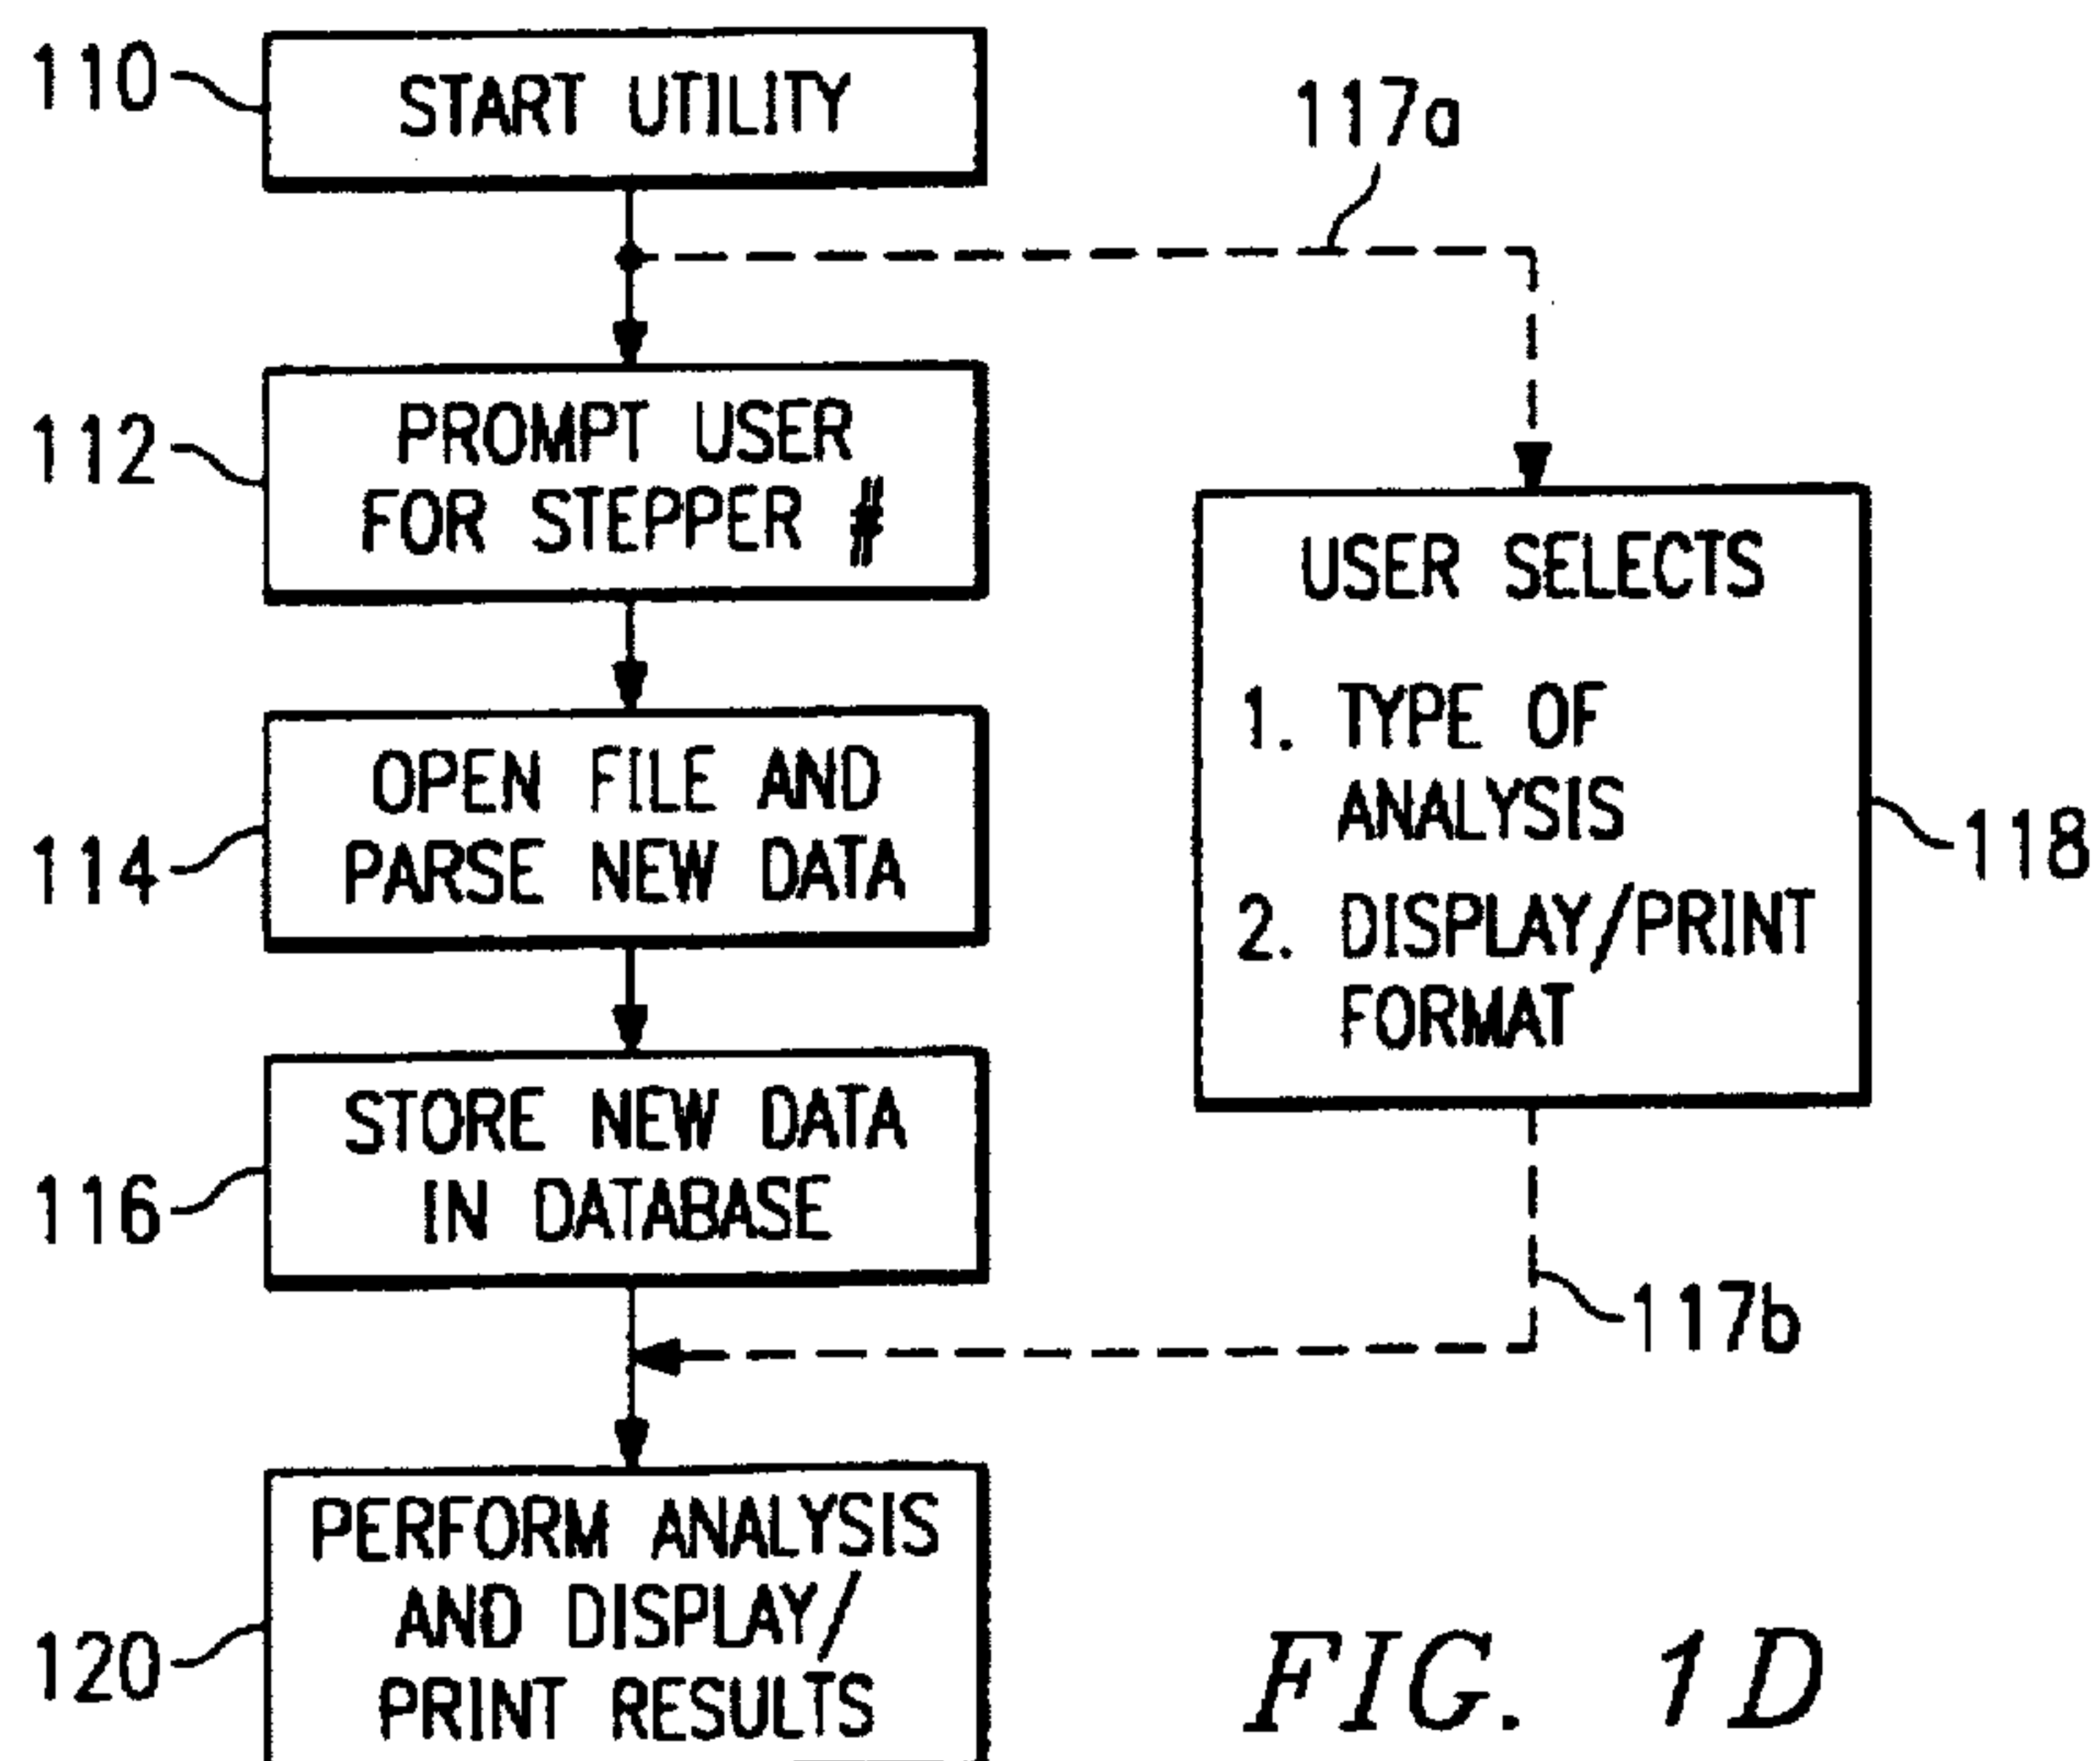 110
START UTILITY
117a
112
PROMPT USER
FOR STEPPER #
USER SELECTS
1. TYPE OF
ANALYSIS
2. DISPLAY/PRINT
FORMAT
118
114
OPEN FILE AND
PARSE NEW DATA
116
STORE NEW DATA
IN DATABASE
117b
120
PERFORM ANALYSIS
AND DISPLAY/
PRINT RESULTS
FIG. 1D